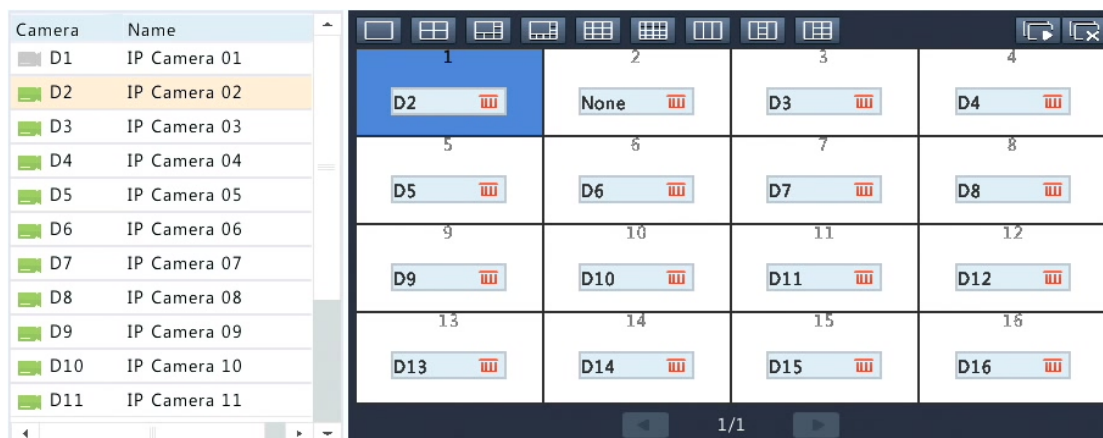 Camera Name
D1 IP Camera 01
D2 IP Camera 02
D3 IP Camera 03
D4 IP Camera 04
D5 IP Camera 05
D6 IP Camera 06
D7 IP Camera 07
D8 IP Camera 08
D9 IP Camera 09
D10 IP Camera 10
D11 IP Camera 11
1 2 3 4
D2 None D3 D4
5 6 7 8
D5 D6 D7 D8
9 10 11 12
D9 D10 D11 D12
13 14 15 16
D13 D14 D15 D16
1/1